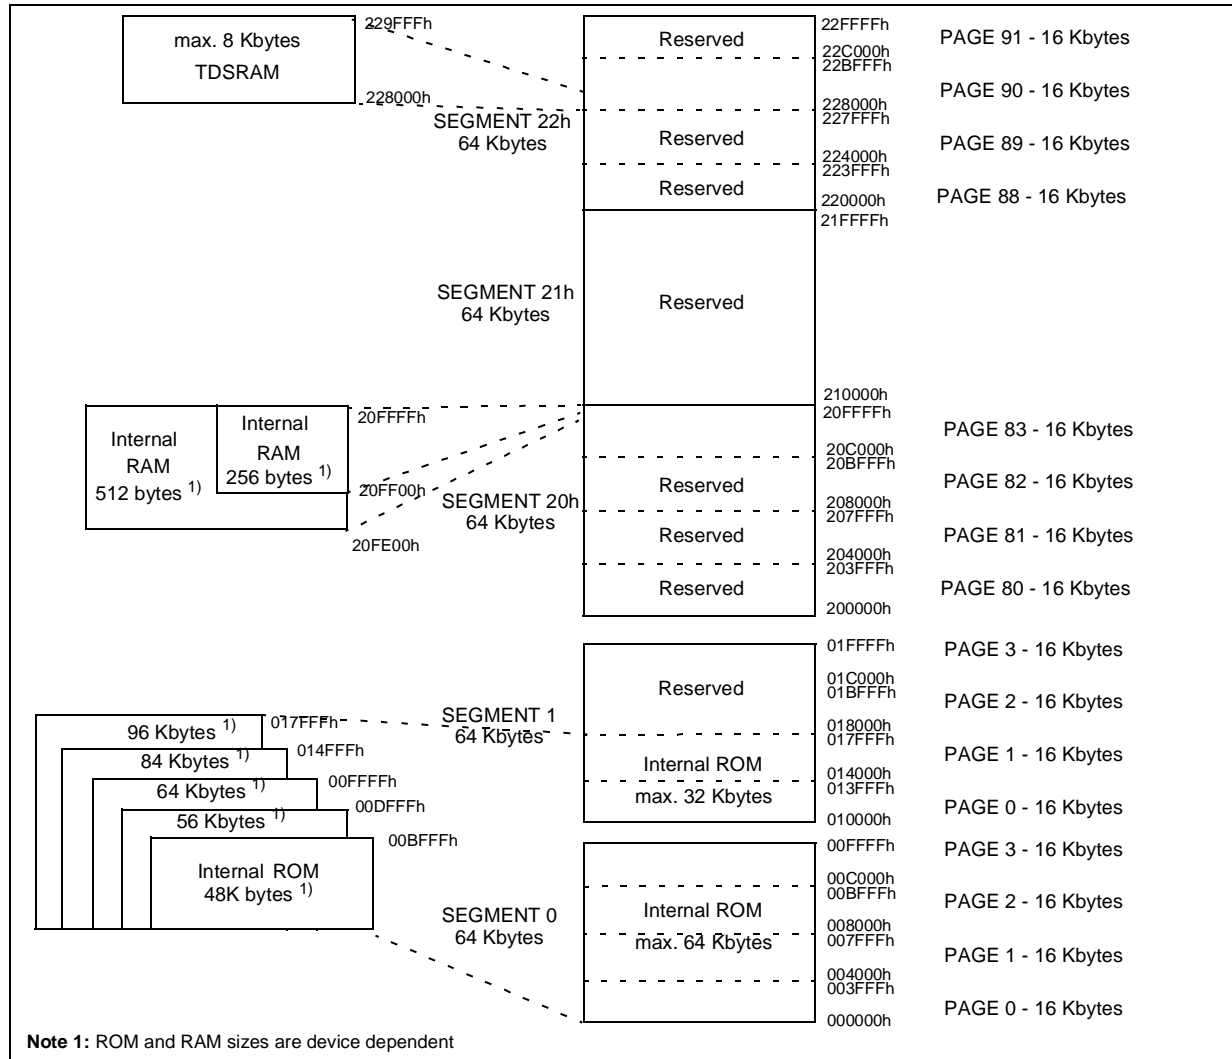 229FFFh
max. 8 Kbytes
TDSRAM
228000h
SEGMENT 22h
64 Kbytes
Reserved
Reserved
Reserved
22FFFFh
22C000h
22BFFFh
228000h
227FFFh
224000h
223FFFh
220000h
21FFFFh
PAGE 91 - 16 Kbytes
PAGE 90 - 16 Kbytes
PAGE 89 - 16 Kbytes
PAGE 88 - 16 Kbytes
SEGMENT 21h
64 Kbytes
Reserved
210000h
20FFFFh
Internal
RAM
512 bytes 1)
Internal
RAM
256 bytes 1)
20FFFFh
20FF00h
20FE00h
SEGMENT 20h
64 Kbytes
Reserved
Reserved
Reserved
20C000h
20BFFFh
208000h
207FFFh
204000h
203FFFh
200000h
PAGE 83 - 16 Kbytes
PAGE 82 - 16 Kbytes
PAGE 81 - 16 Kbytes
PAGE 80 - 16 Kbytes
96 Kbytes 1)
84 Kbytes 1)
64 Kbytes 1)
56 Kbytes 1)
Internal ROM
48K bytes 1)
017FFFh
014FFFh
00FFFFh
00DFFFh
00BFFFh
SEGMENT 1
64 Kbytes
Reserved
Internal ROM
max. 32 Kbytes
01FFFFh
01C000h
01BFFFh
018000h
017FFFh
014000h
013FFFh
010000h
PAGE 3 - 16 Kbytes
PAGE 2 - 16 Kbytes
PAGE 1 - 16 Kbytes
PAGE 0 - 16 Kbytes
SEGMENT 0
64 Kbytes
Internal ROM
max. 64 Kbytes
00FFFFh
00C000h
00BFFFh
008000h
007FFFh
004000h
003FFFh
000000h
PAGE 3 - 16 Kbytes
PAGE 2 - 16 Kbytes
PAGE 1 - 16 Kbytes
PAGE 0 - 16 Kbytes
Note 1: ROM and RAM sizes are device dependent